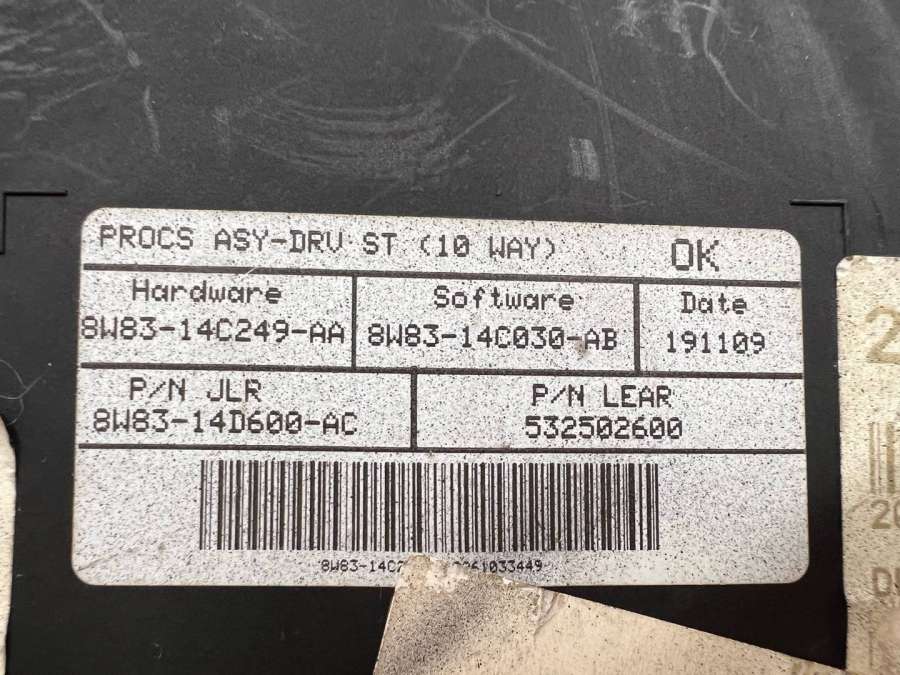 PROCS ASY-DRV ST (10 WAY) OK
Hardware Software Date
8W83-14C249-AA 8W83-14C030-AB 191109
P/N JLR P/N LEAR
8W83-14D600-AC 532502600